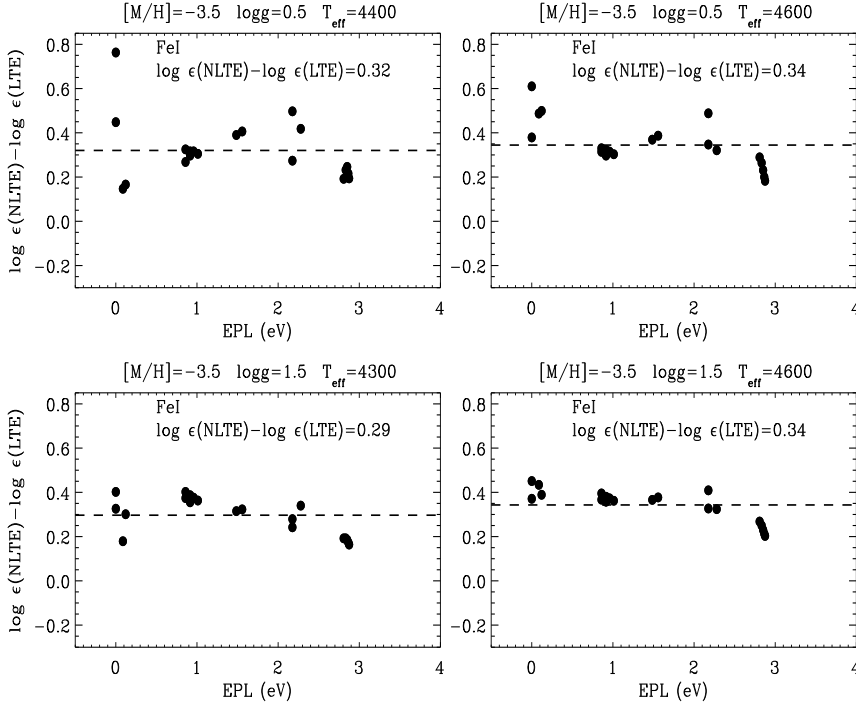 [M/H]=−3.5 logg=0.5 T_eff=4400
FeI
log ϵ(NLTE)−log ϵ(LTE)=0.32
log ϵ(NLTE)−log ϵ(LTE)
0.8
0.6
0.4
0.2
0.0
−0.2
0 1 2 3 4
EPL (eV)
[M/H]=−3.5 logg=0.5 T_eff=4600
FeI
log ϵ(NLTE)−log ϵ(LTE)=0.34
0.8
0.6
0.4
0.2
0.0
−0.2
0 1 2 3 4
EPL (eV)
[M/H]=−3.5 logg=1.5 T_eff=4300
FeI
log ϵ(NLTE)−log ϵ(LTE)=0.29
log ϵ(NLTE)−log ϵ(LTE)
0.8
0.6
0.4
0.2
0.0
−0.2
0 1 2 3 4
EPL (eV)
[M/H]=−3.5 logg=1.5 T_eff=4600
FeI
log ϵ(NLTE)−log ϵ(LTE)=0.34
0.8
0.6
0.4
0.2
0.0
−0.2
0 1 2 3 4
EPL (eV)